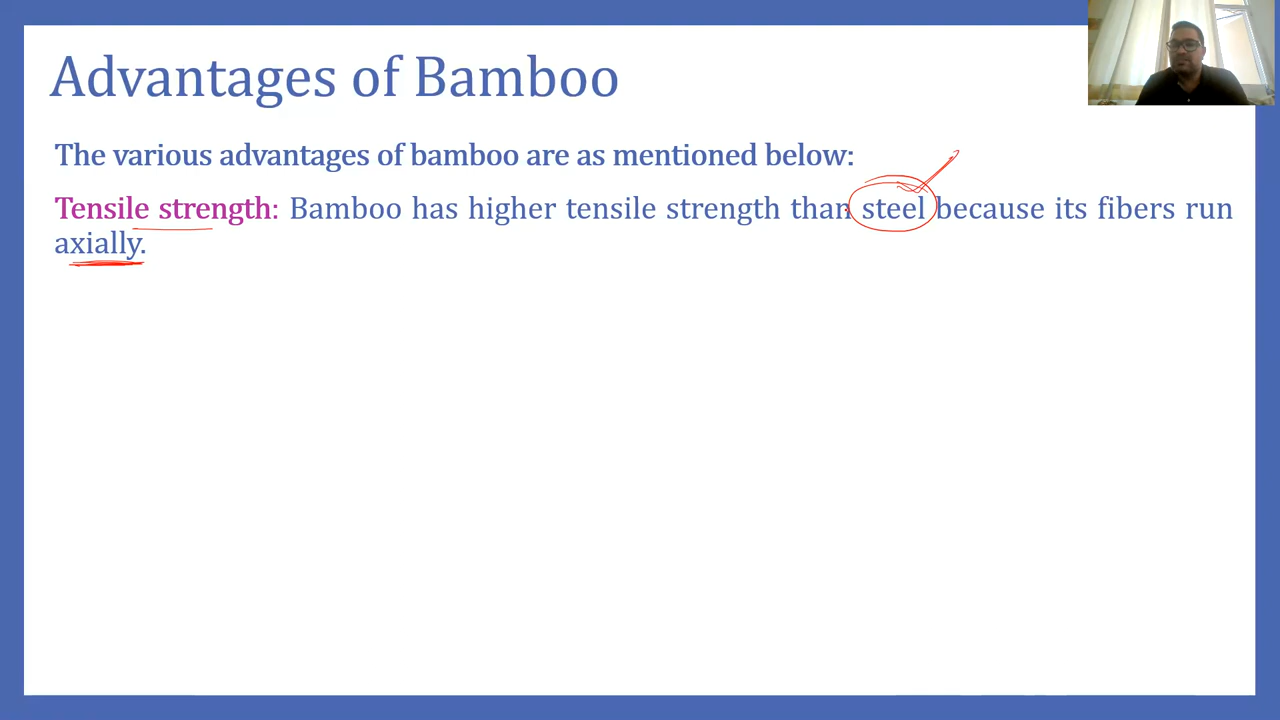 Advantages of Bamboo
The various advantages of bamboo are as mentioned below:
Tensile strength: Bamboo has higher tensile strength than steel because its fibers run
axially.